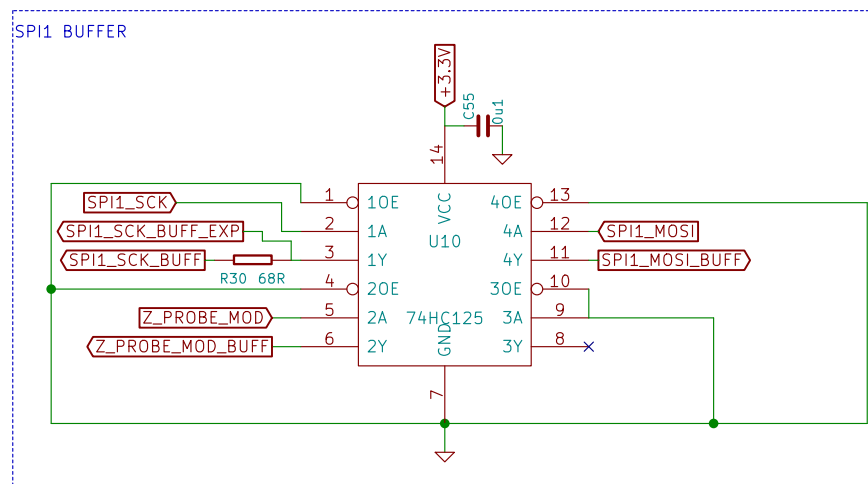 SPI1 BUFFER
+3.3V
C55
0u1
14
VCC
SPI1_SCK
1
1OE
4OE
13
SPI1_SCK_BUFF_EXP
2
1A
U10
4A
12
SPI1_MOSI
SPI1_SCK_BUFF
3
1Y
4Y
11
SPI1_MOSI_BUFF
R30 68R
4
2OE
3OE
10
Z_PROBE_MOD
5
2A
74HC125
3A
9
Z_PROBE_MOD_BUFF
6
2Y
GND
3Y
8
7